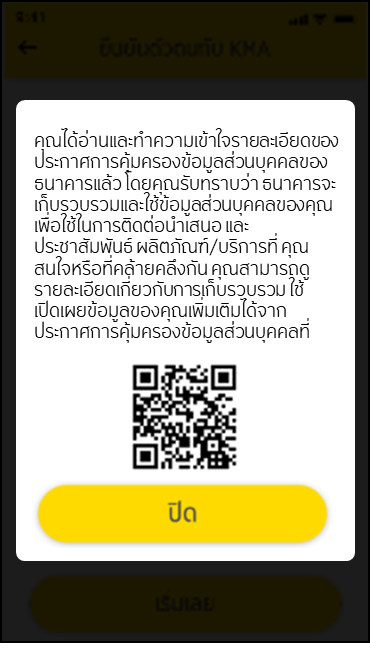 9:41
ยืนยันตัวตนกับ KMA
คุณได้อ่านและทำความเข้าใจรายละเอียดของ
ประกาศการคุ้มครองข้อมูลส่วนบุคคลของ
ธนาคารแล้ว โดยคุณรับทราบว่า ธนาคารจะ
เก็บรวบรวมและใช้ข้อมูลส่วนบุคคลของคุณ
เพื่อใช้ในการติดต่อนำเสนอ และ
ประชาสัมพันธ์ ผลิตภัณฑ์/บริการที่ คุณ
สนใจหรือที่คล้ายคลึงกัน คุณสามารถดู
รายละเอียดเกี่ยวกับการเก็บรวบรวม ใช้
เปิดเผยข้อมูลของคุณเพิ่มเติมได้จาก
ประกาศการคุ้มครองข้อมูลส่วนบุคคลที่
ปิด
เริ่มเลย